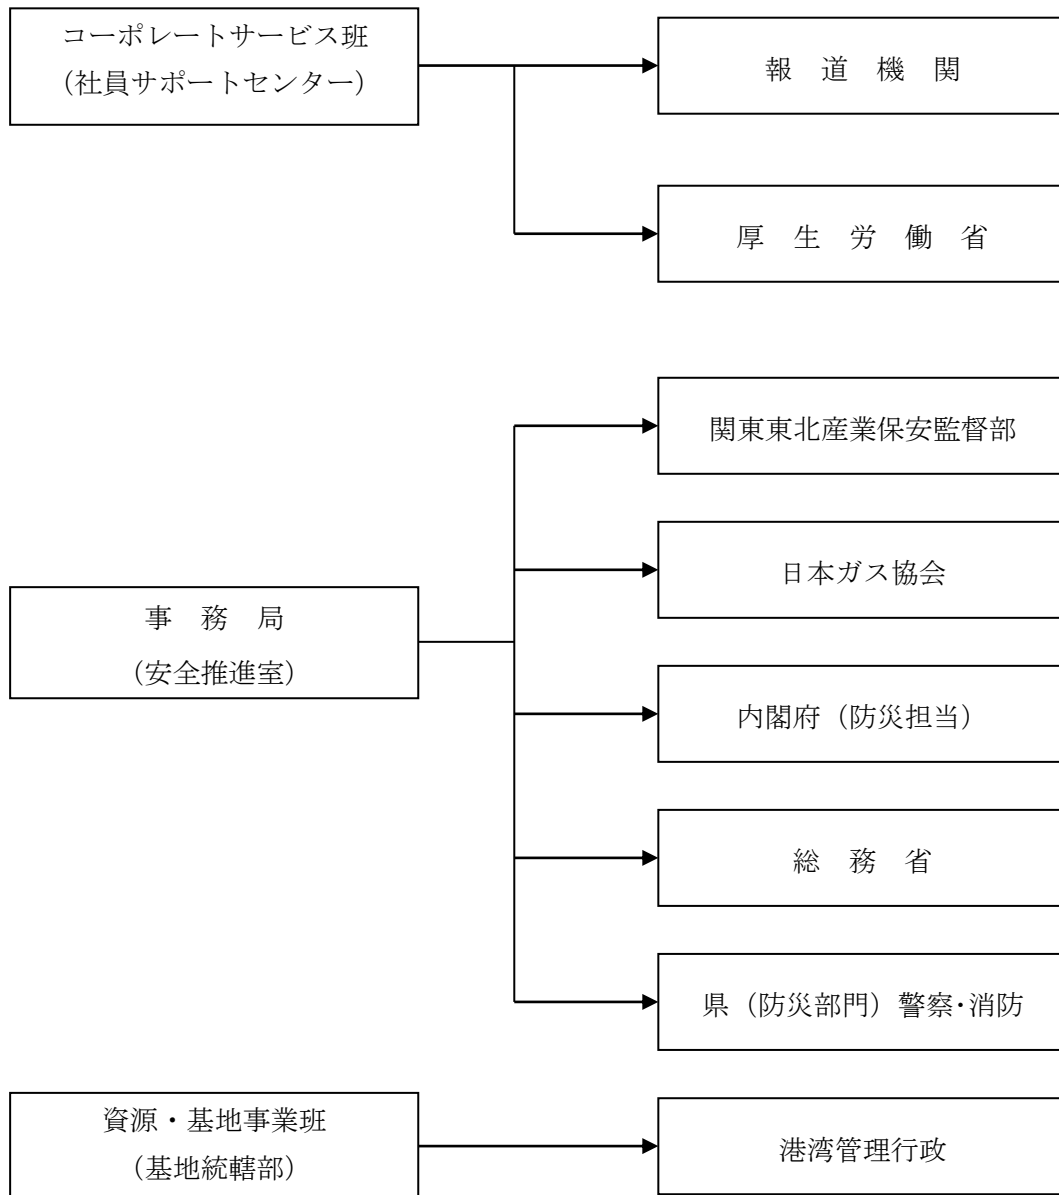 コーポレートサービス班
（社員サポートセンター）
報　道　機　関
厚　生　労　働　省
関東東北産業保安監督部
日本ガス協会
事　務　局
（安全推進室）
内閣府（防災担当）
総　務　省
県（防災部門）警察・消防
資源・基地事業班
（基地統轄部）
港湾管理行政